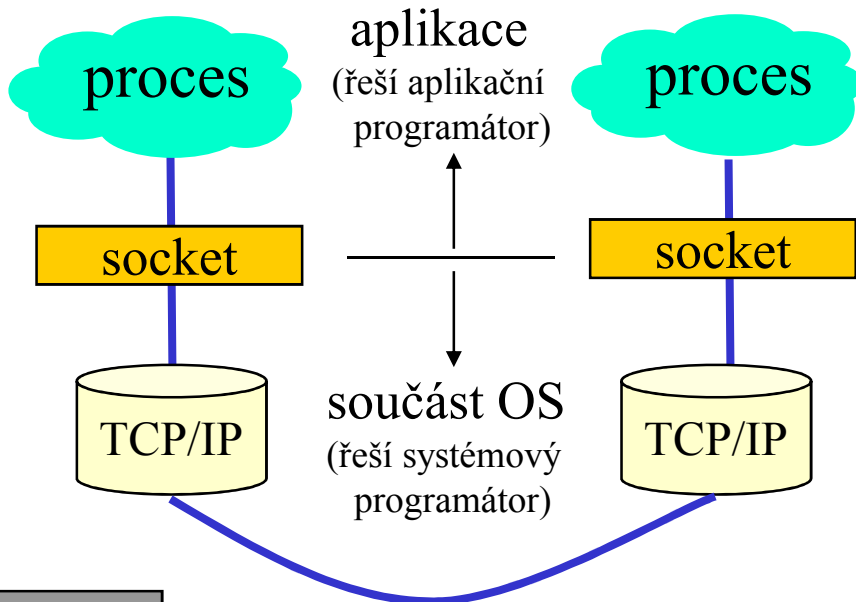 proces
aplikace
(řeší aplikační
programátor)
proces
socket
socket
TCP/IP
součást OS
(řeší systémový
programátor)
TCP/IP